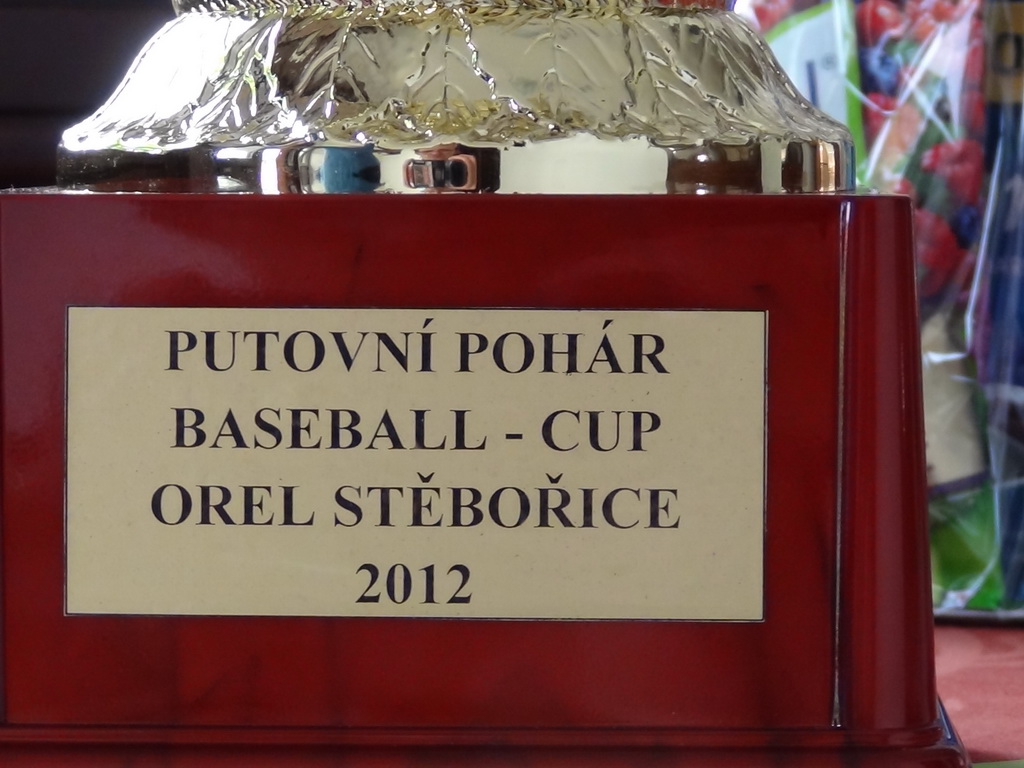 PUTOVNÍ POHÁR
BASEBALL - CUP
OREL STĚBOŘICE
2012